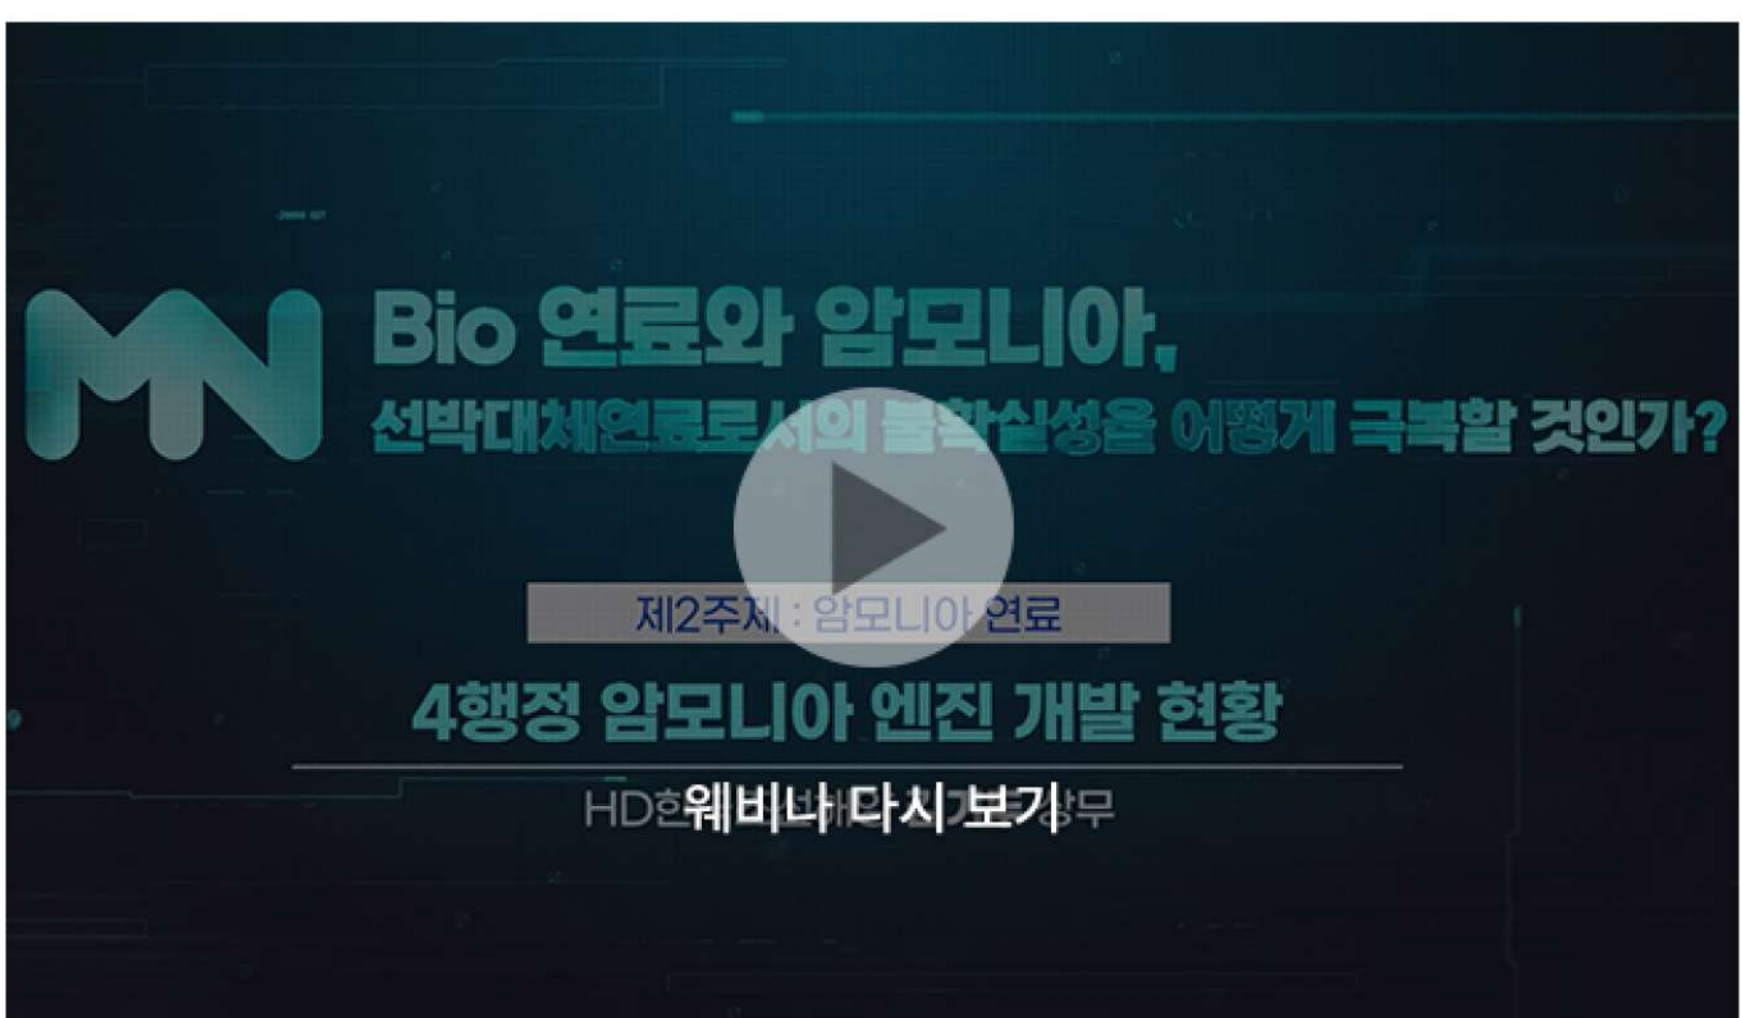 MN
Bio 연료와 암모니아,
선박대체연료로서의 불확실성을 어떻게 극복할 것인가?
제2주제 : 암모니아 연료
4행정 암모니아 엔진 개발 현황
웨비나 다시 보기
상무
9